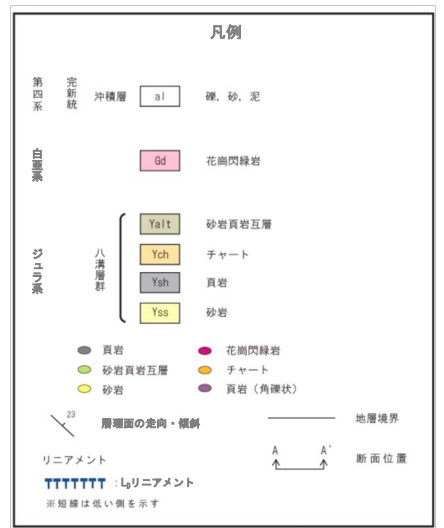 凡例
第四系 完新統 沖積層 al 礫，砂，泥
白亜系 Gd 花崗閃緑岩
ジュラ系 八溝層群
Yalt 砂岩頁岩互層
Ych チャート
Ysh 頁岩
Yss 砂岩
頁岩 花崗閃緑岩
砂岩頁岩互層 チャート
砂岩 頁岩（角礫状）
23 層理面の走向・傾斜
地層境界
リニアメント
A A' 断面位置
：LDリニアメント
※短線は低い側を示す